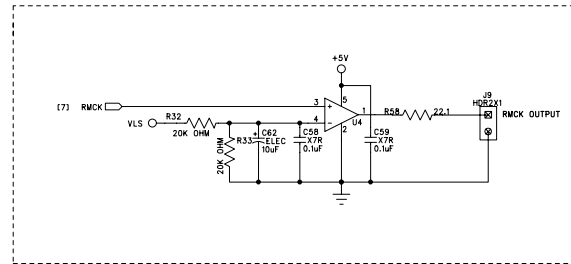 +5V
J9
HDR2X1
[7] RMCK
3
+
5
1
R58
22.1
RMCK OUTPUT
VLS
R32
20K OHM
4
−
2
U4
R33
20K OHM
+
C62
ELEC
10uF
C58
X7R
0.1uF
C59
X7R
0.1uF